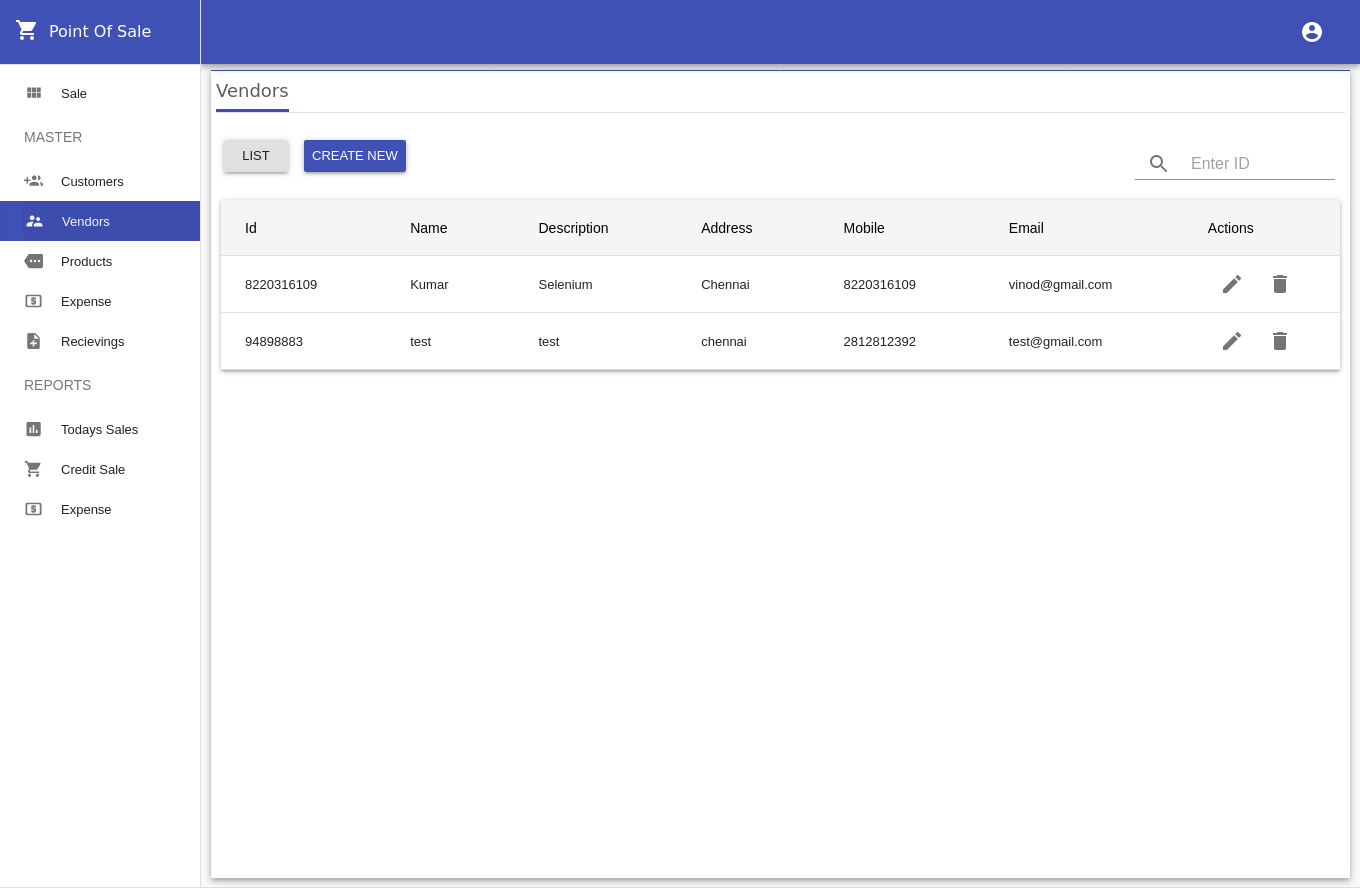 Point Of Sale
Sale
MASTER
Customers
Vendors
Products
Expense
Recievings
REPORTS
Todays Sales
Credit Sale
Expense
Vendors
LIST CREATE NEW
Enter ID
Id Name Description Address Mobile Email Actions
8220316109 Kumar Selenium Chennai 8220316109 vinod@gmail.com
94898883 test test chennai 2812812392 test@gmail.com